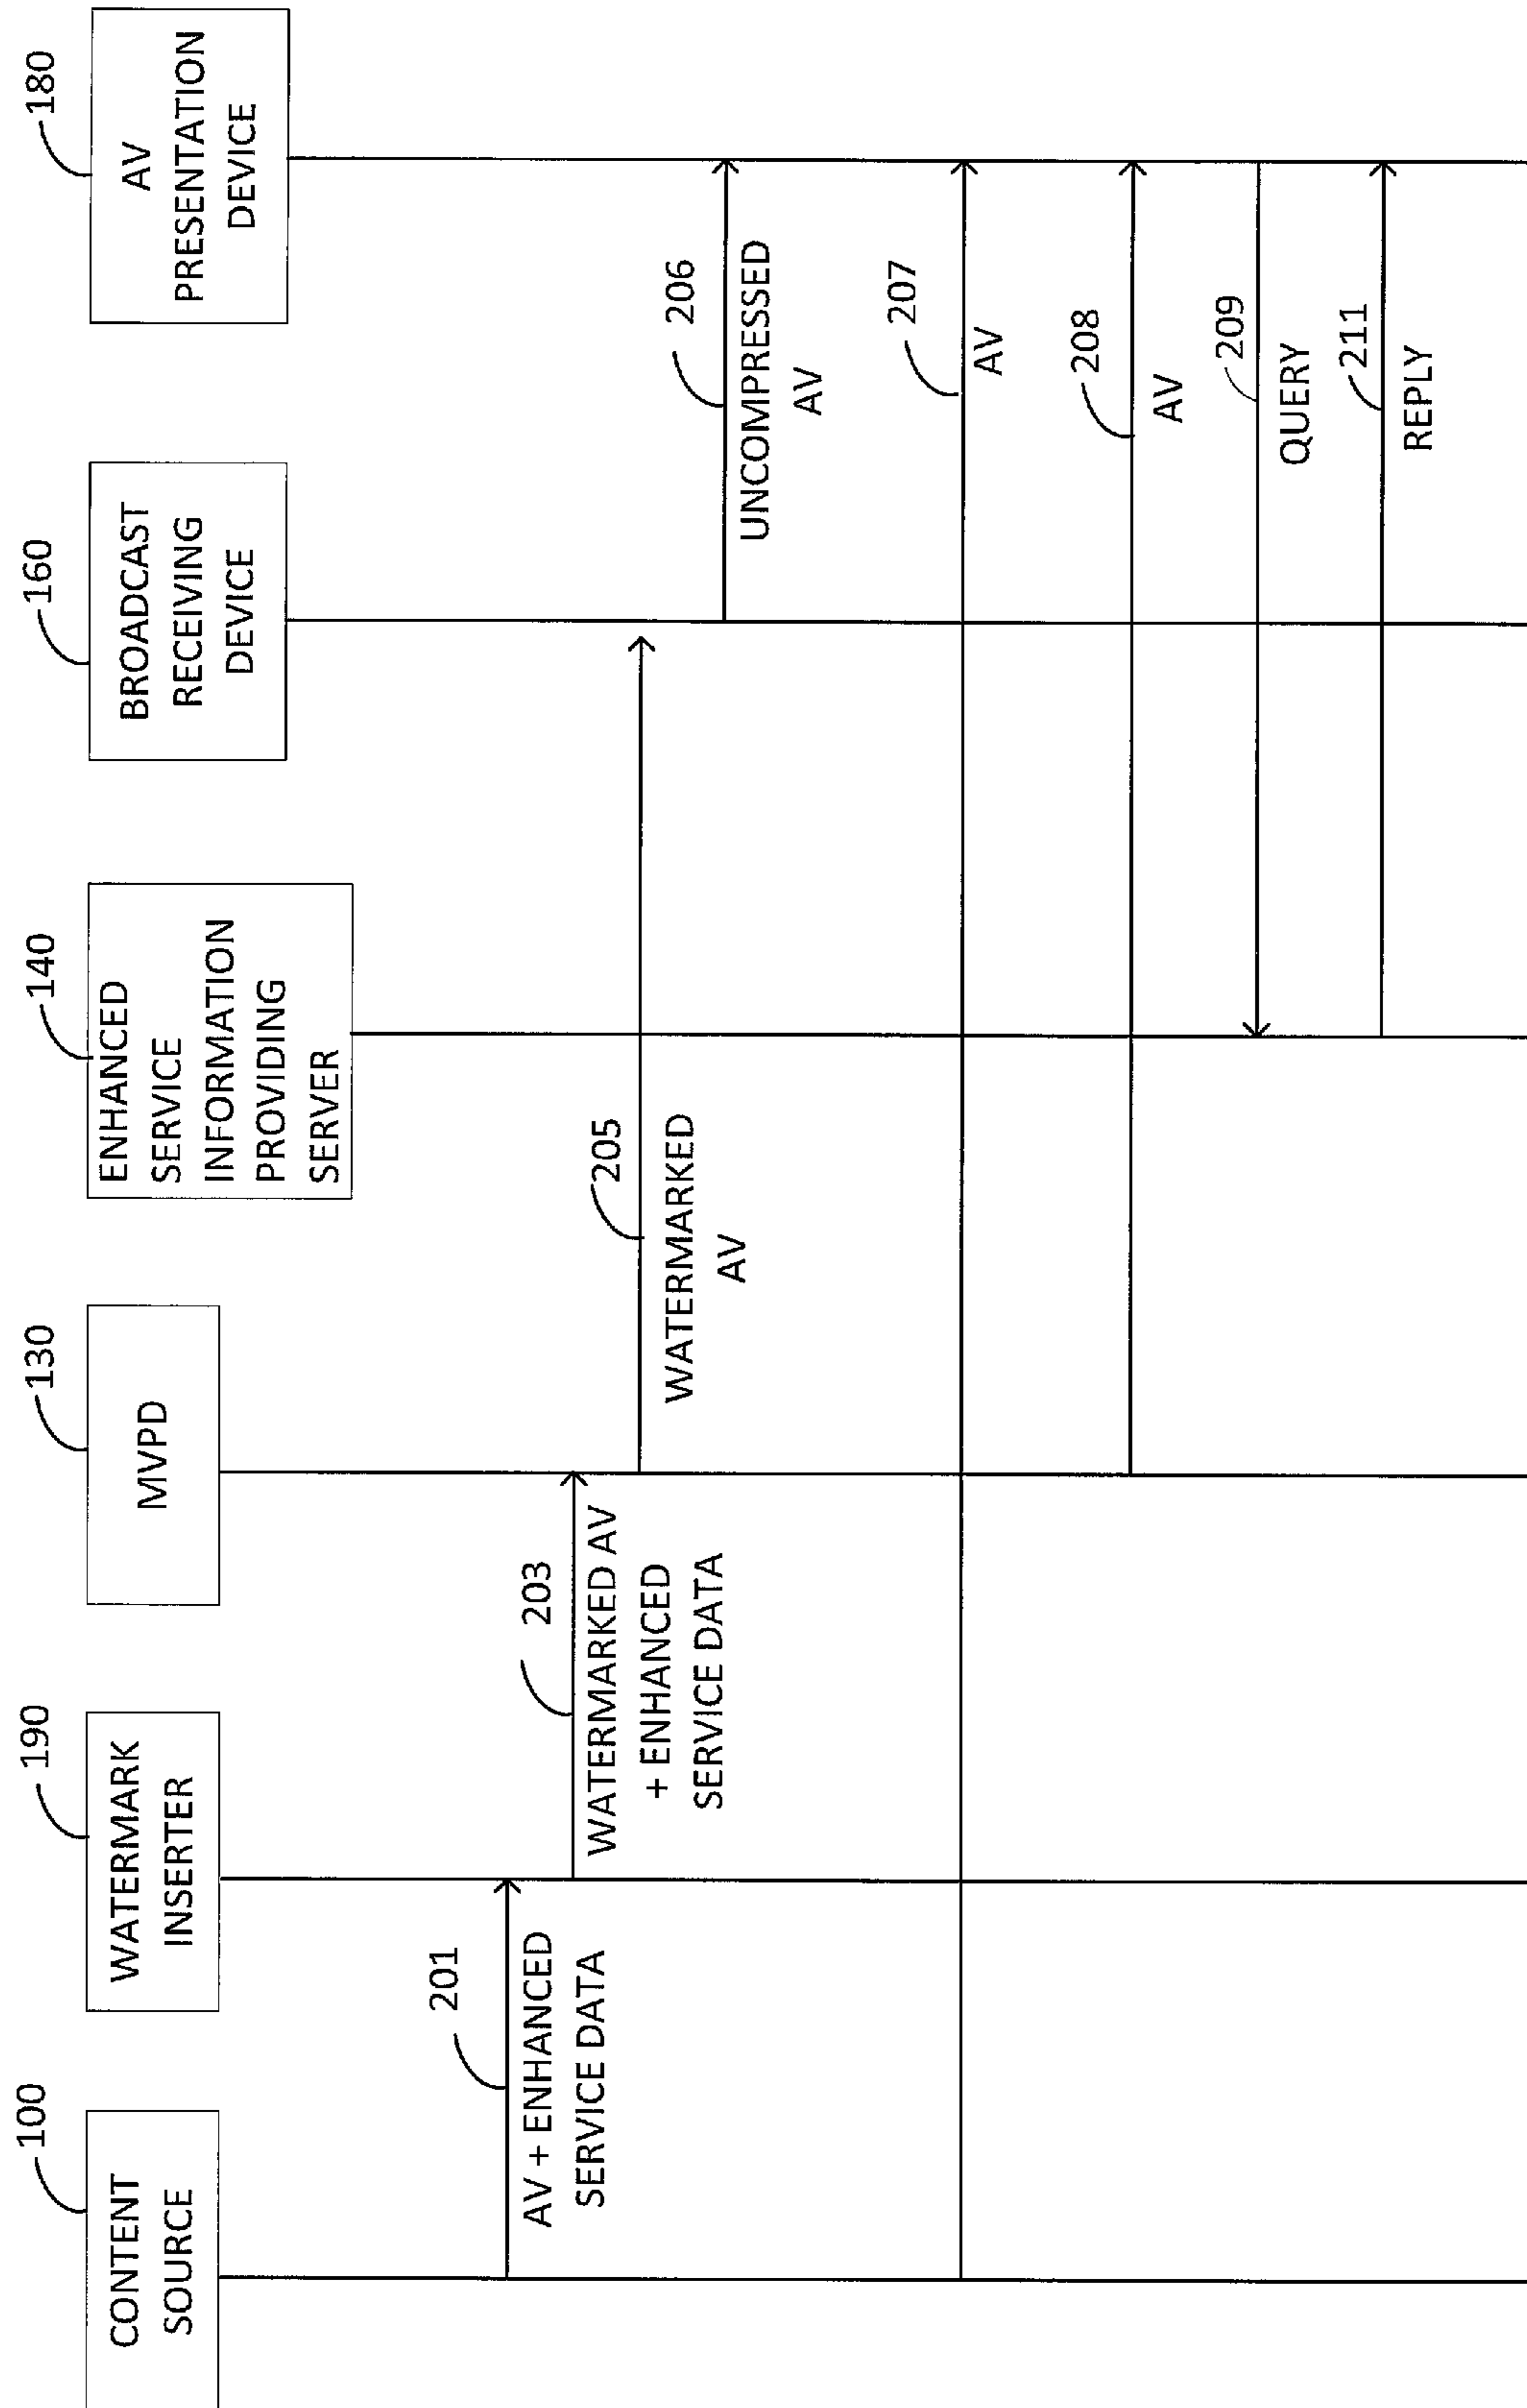 100
CONTENT
SOURCE
190
WATERMARK
INSERTER
130
MVPD
140
ENHANCED
SERVICE
INFORMATION
PROVIDING
SERVER
160
BROADCAST
RECEIVING
DEVICE
180
AV
PRESENTATION
DEVICE
201
AV + ENHANCED
SERVICE DATA
203
WATERMARKED AV
+ ENHANCED
SERVICE DATA
205
WATERMARKED
AV
206
UNCOMPRESSED
AV
207
AV
208
AV
209
QUERY
211
REPLY